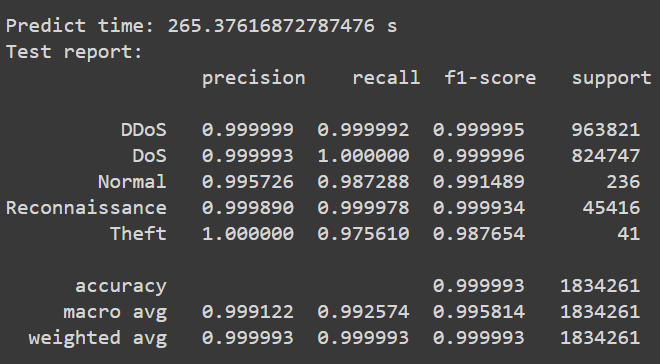 Predict time: 265.37616872787476 s
Test report:
precision recall f1-score support
DDoS 0.999999 0.999992 0.999995 963821
DoS 0.999993 1.000000 0.999996 824747
Normal 0.995726 0.987288 0.991489 236
Reconnaissance 0.999890 0.999978 0.999934 45416
Theft 1.000000 0.975610 0.987654 41
accuracy 0.999993 1834261
macro avg 0.999122 0.992574 0.995814 1834261
weighted avg 0.999993 0.999993 0.999993 1834261